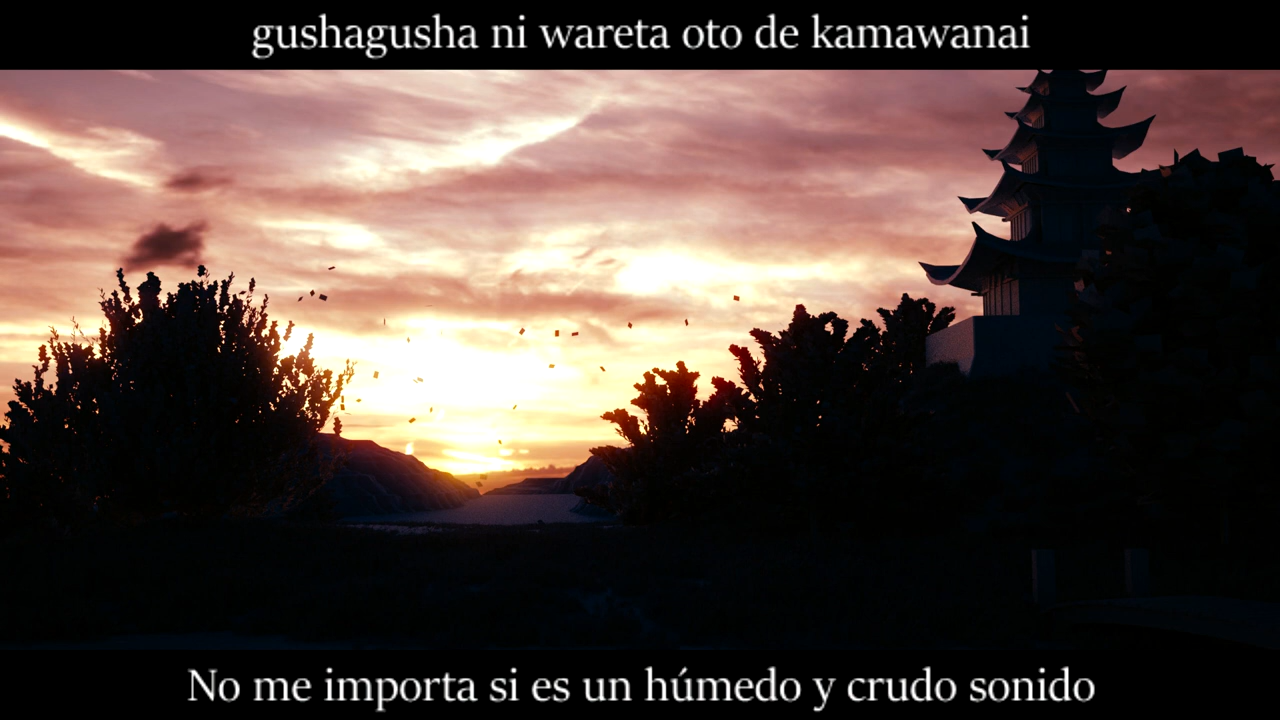 gushagusha ni wareta oto de kamawanai
No me importa si es un húmedo y crudo sonido